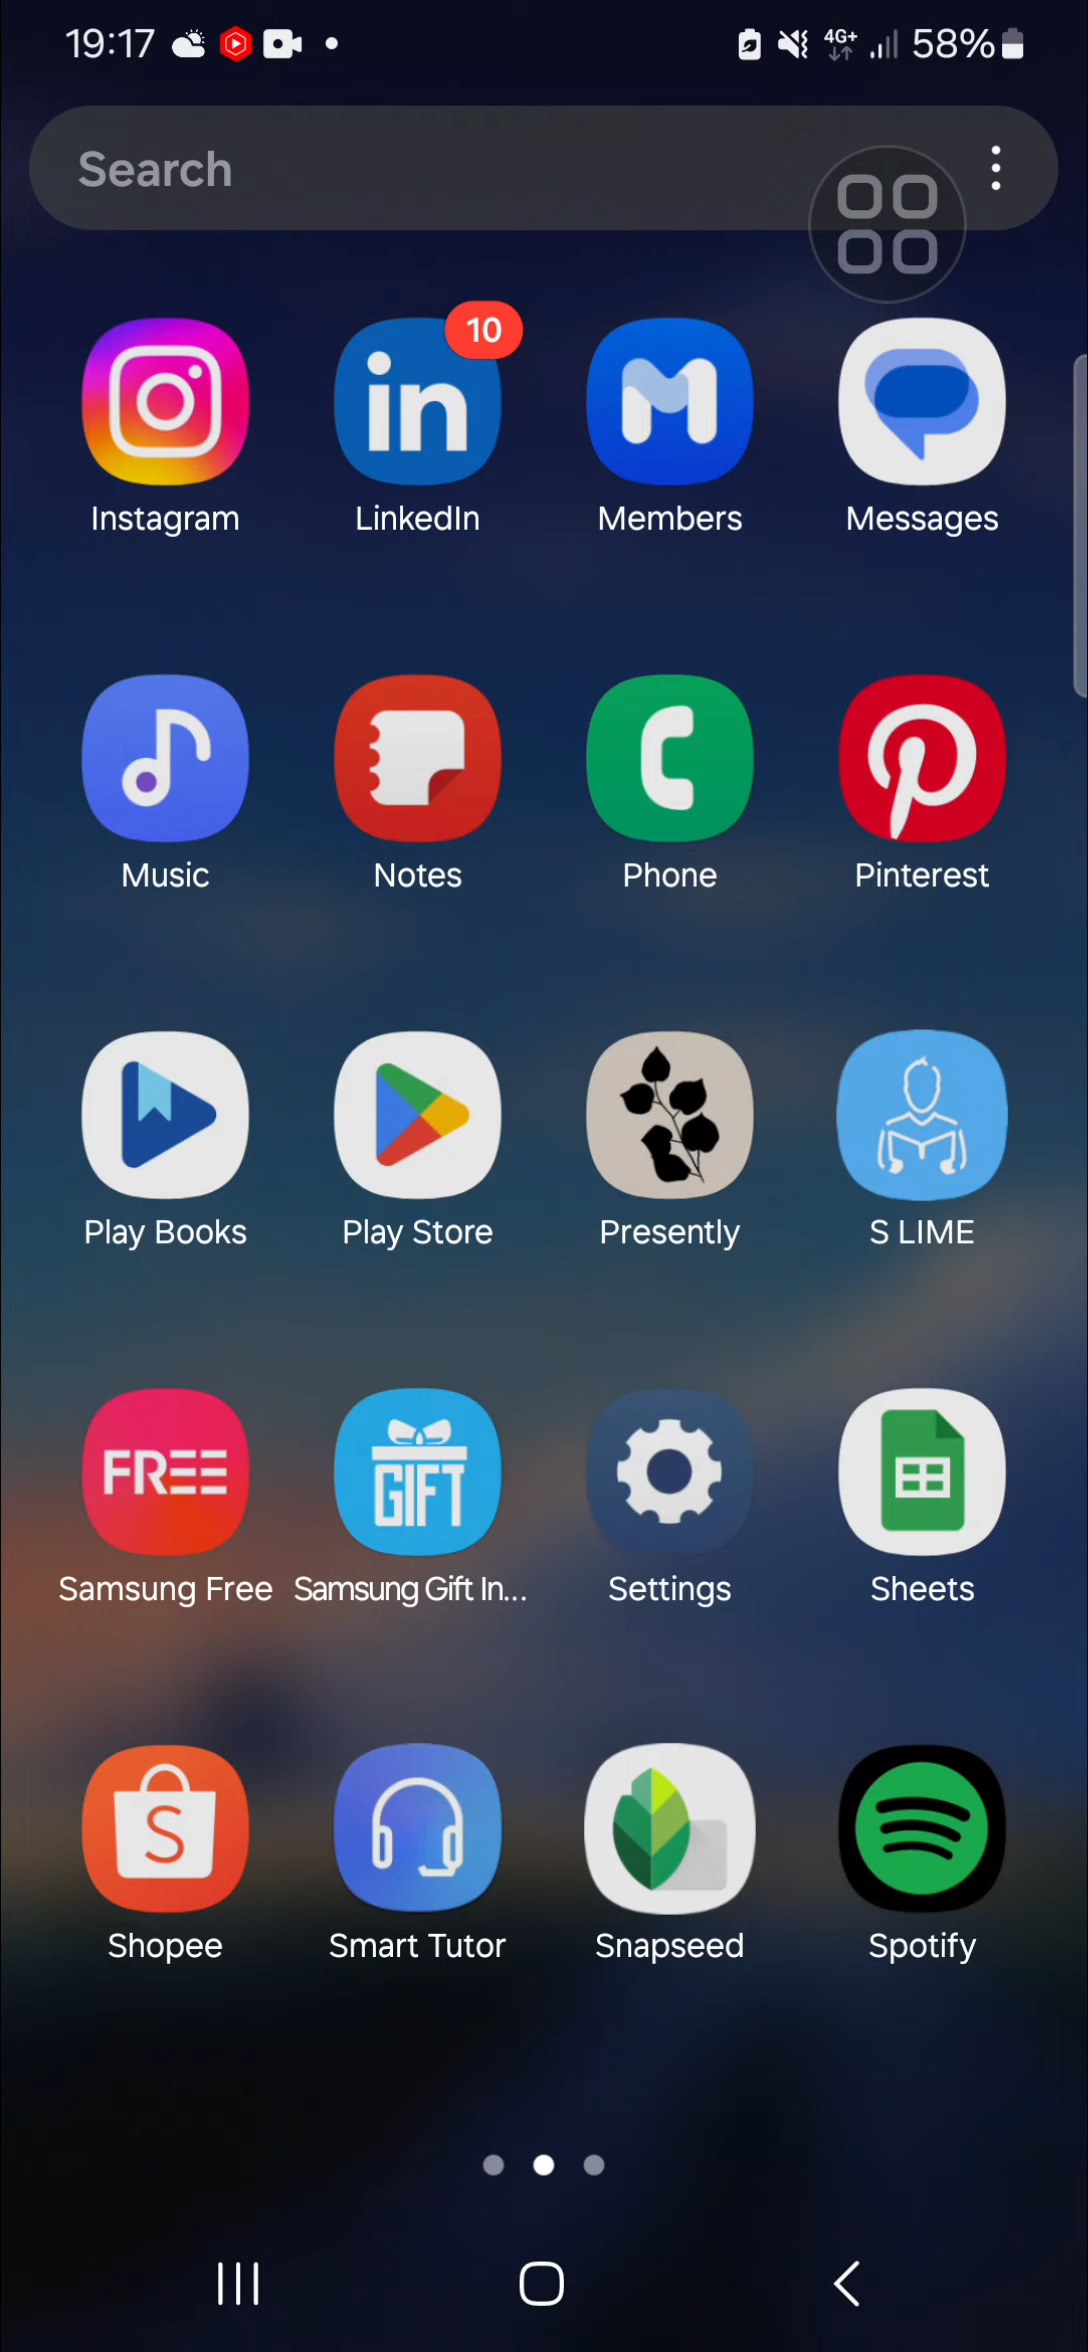 19:17 4G+ 58%
Search
10
Instagram LinkedIn Members Messages
Music Notes Phone Pinterest
Play Books Play Store Presently S LIME
FREE GIFT
Samsung Free Samsung Gift In... Settings Sheets
Shopee Smart Tutor Snapseed Spotify